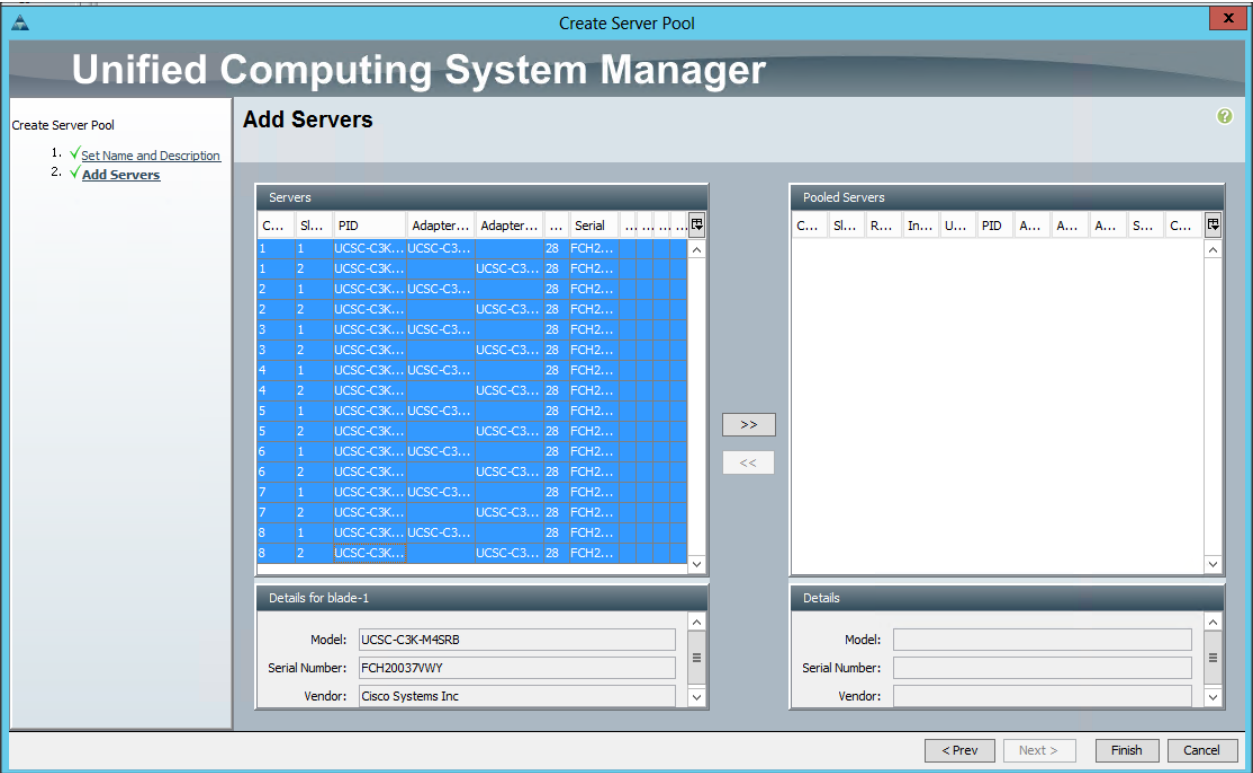 Create Server Pool
x
Unified Computing System Manager
Create Server Pool
1. Set Name and Description
2. Add Servers
Add Servers
?
Servers
C... Sl... PID Adapter... Adapter... ... Serial ... ... ... ...
1 1 UCSC-C3K... UCSC-C3... 28 FCH2...
1 2 UCSC-C3K... UCSC-C3... 28 FCH2...
2 1 UCSC-C3K... UCSC-C3... 28 FCH2...
2 2 UCSC-C3K... UCSC-C3... 28 FCH2...
3 1 UCSC-C3K... UCSC-C3... 28 FCH2...
3 2 UCSC-C3K... UCSC-C3... 28 FCH2...
4 1 UCSC-C3K... UCSC-C3... 28 FCH2...
4 2 UCSC-C3K... UCSC-C3... 28 FCH2...
5 1 UCSC-C3K... UCSC-C3... 28 FCH2...
5 2 UCSC-C3K... UCSC-C3... 28 FCH2...
6 1 UCSC-C3K... UCSC-C3... 28 FCH2...
6 2 UCSC-C3K... UCSC-C3... 28 FCH2...
7 1 UCSC-C3K... UCSC-C3... 28 FCH2...
7 2 UCSC-C3K... UCSC-C3... 28 FCH2...
8 1 UCSC-C3K... UCSC-C3... 28 FCH2...
8 2 UCSC-C3K... UCSC-C3... 28 FCH2...
Details for blade-1
Model: UCSC-C3K-M4SRB
Serial Number: FCH20037VWY
Vendor: Cisco Systems Inc
>>
<<
Pooled Servers
C... Sl... R... In... U... PID A... A... A... S... C...
Details
Model:
Serial Number:
Vendor:
< Prev Next > Finish Cancel